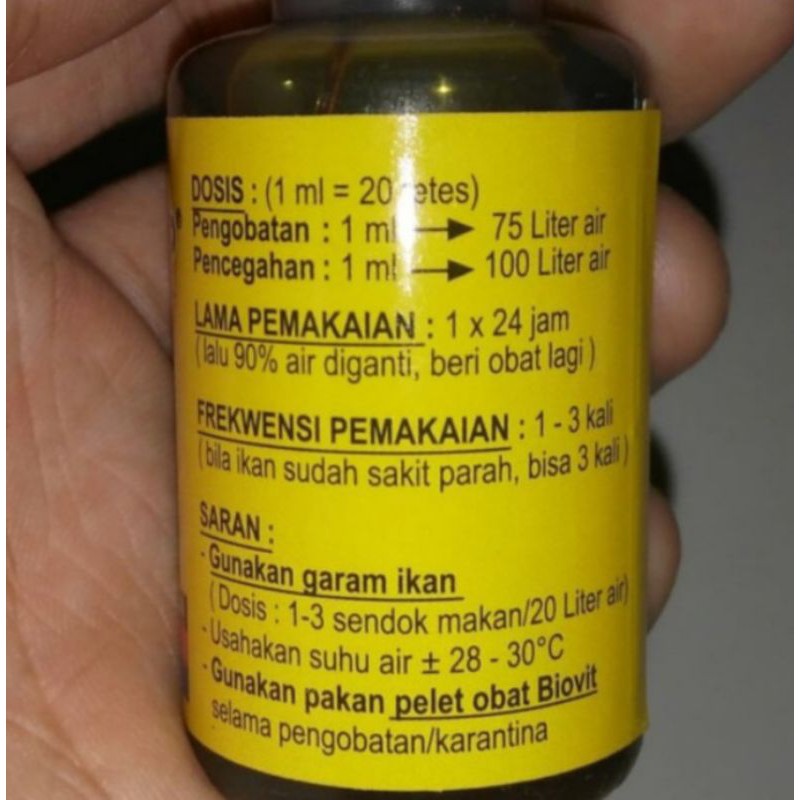 DOSIS : (1 ml = 20 tetes)
Pengobatan : 1 ml → 75 Liter air
Pencegahan : 1 ml → 100 Liter air
LAMA PEMAKAIAN : 1 x 24 jam
( lalu 90% air diganti, beri obat lagi )
FREKWENSI PEMAKAIAN : 1 - 3 kali
( bila ikan sudah sakit parah, bisa 3 kali )
SARAN :
- Gunakan garam ikan
( Dosis : 1-3 sendok makan/20 Liter air)
- Usahakan suhu air ± 28 - 30°C
- Gunakan pakan pelet obat Biovit
selama pengobatan/karantina